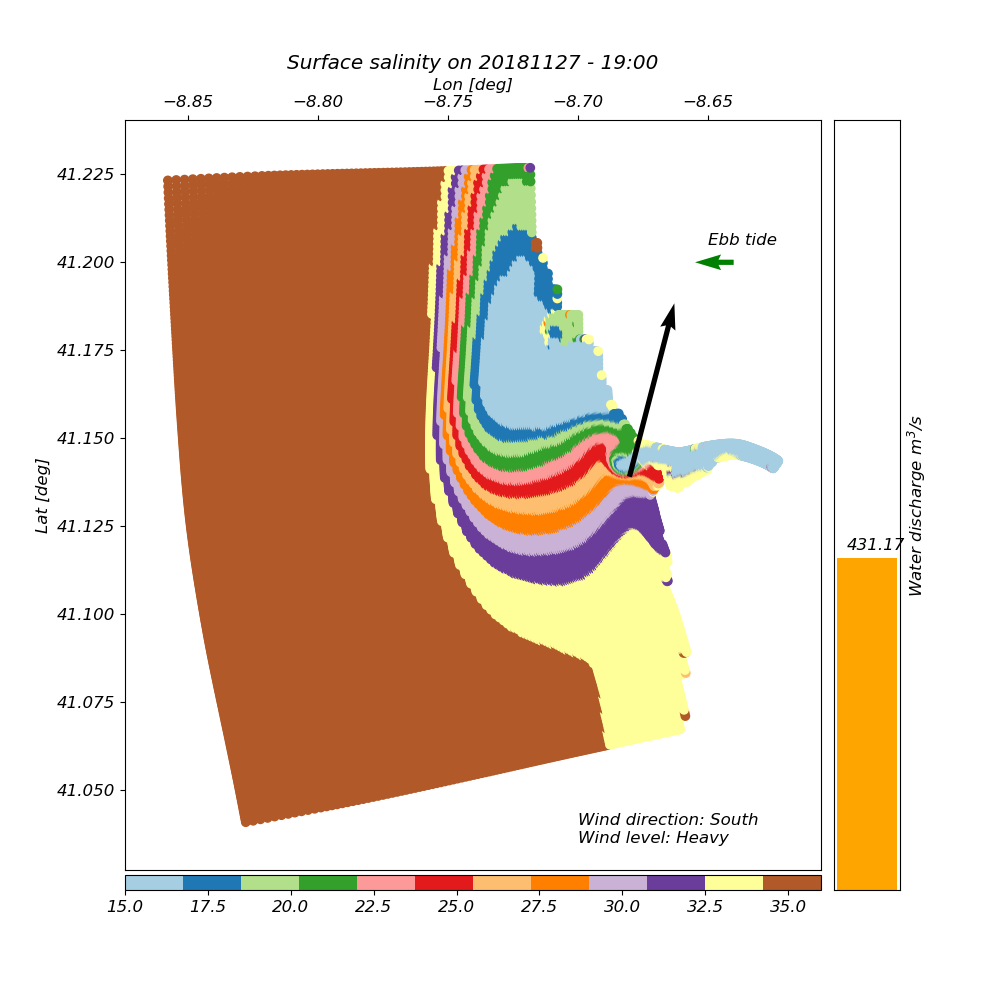 Surface salinity on 20181127 - 19:00
Lon [deg]
−8.85 −8.80 −8.75 −8.70 −8.65
41.225
41.200
41.175
41.150
41.125
41.100
41.075
41.050
Lat [deg]
Ebb tide
Wind direction: South
Wind level: Heavy
431.17
Water discharge m³/s
15.0 17.5 20.0 22.5 25.0 27.5 30.0 32.5 35.0